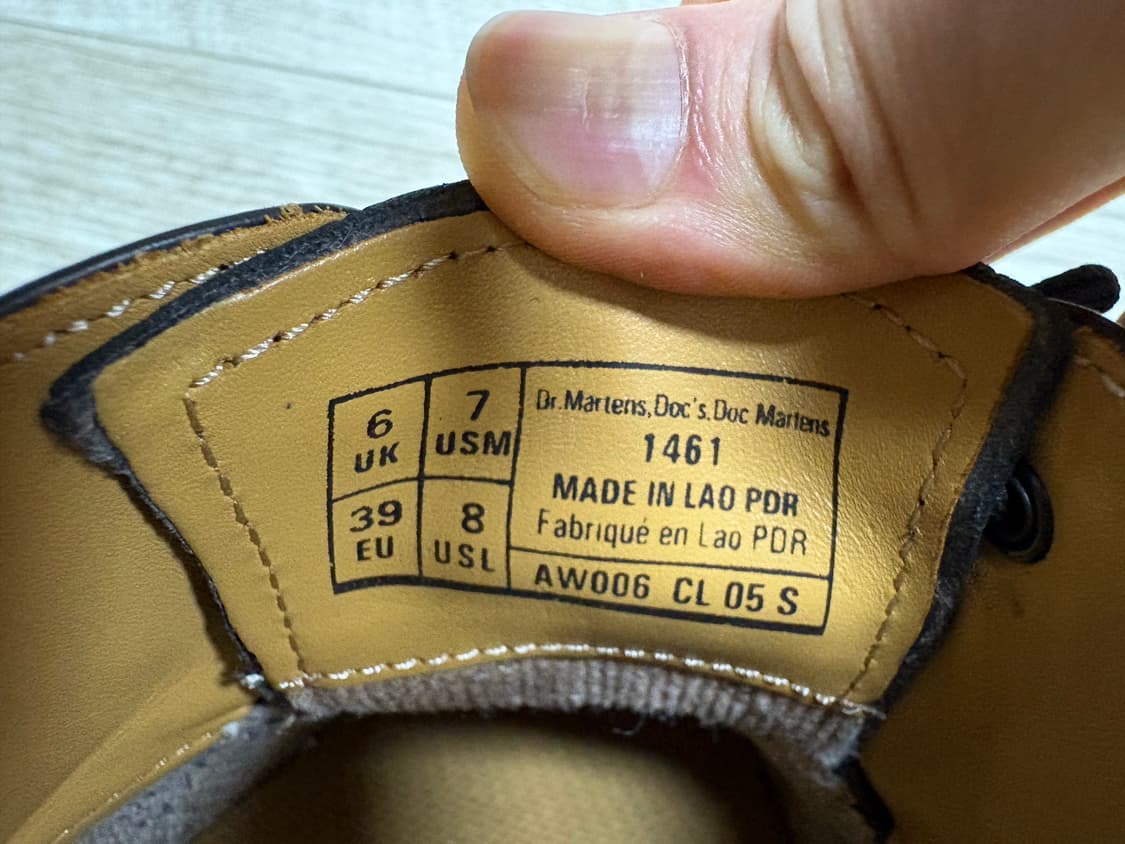 6
UK
7
USM
39
EU
8
USL
Dr.Martens,Doc's.Doc Martens
1461
MADE IN LAO PDR
Fabriqué en Lao PDR
AW006 CL 05 S